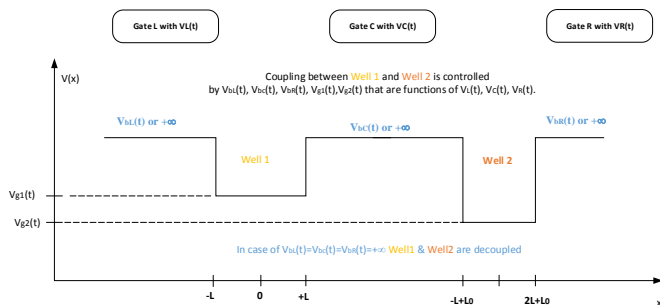 Gate L with VL(t)
Gate C with VC(t)
Gate R with VR(t)
V(x)
Coupling between Well 1 and Well 2 is controlled
by VbL(t), Vbc(t), VbR(t), Vg1(t),Vg2(t) that are functions of VL(t), VC(t), VR(t).
VbL(t) or +∞
VbC(t) or +∞
VbR(t) or +∞
Well 1
Well 2
Vg1(t)
Vg2(t)
In case of VbL(t)=Vbc(t)=VbR(t)=+∞ Well1 & Well2 are decoupled
-L
0
+L
-L+L0
2L+L0
x